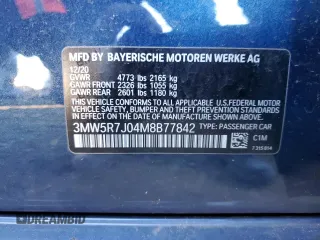 MFD BY BAYERISCHE MOTOREN WERKE AG
12/20
GVWR 4773 lbs 2165 kg
GAWR FRONT 2326 lbs 1055 kg
GAWR REAR 2601 lbs 1180 kg
THIS VEHICLE CONFORMS TO ALL APPLICABLE U.S. FEDERAL MOTOR
VEHICLE SAFETY, BUMPER, AND THEFT PREVENTION STANDARDS
IN EFFECT ON THE DATE OF MANUFACTURE SHOWN ABOVE.
3MW5R7J04M8B77842 TYPE: PASSENGER CAR
C1M
DREAMBID